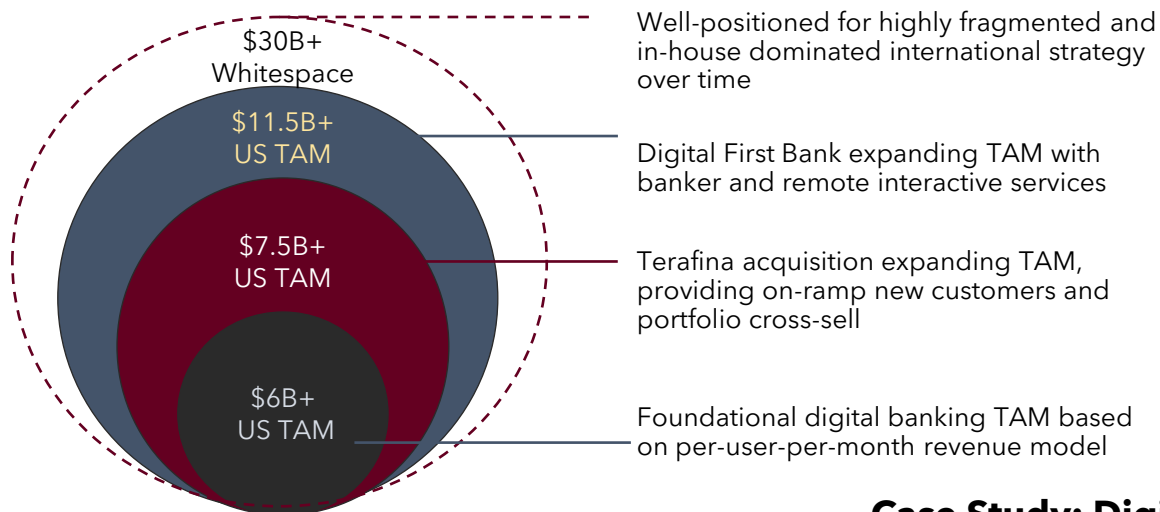 $30B+
Whitespace
$11.5B+
US TAM
$7.5B+
US TAM
$6B+
US TAM
Well-positioned for highly fragmented and
in-house dominated international strategy
over time
Digital First Bank expanding TAM with
banker and remote interactive services
Terafina acquisition expanding TAM,
providing on-ramp new customers and
portfolio cross-sell
Foundational digital banking TAM based
on per-user-per-month revenue model
Case Study: Digi